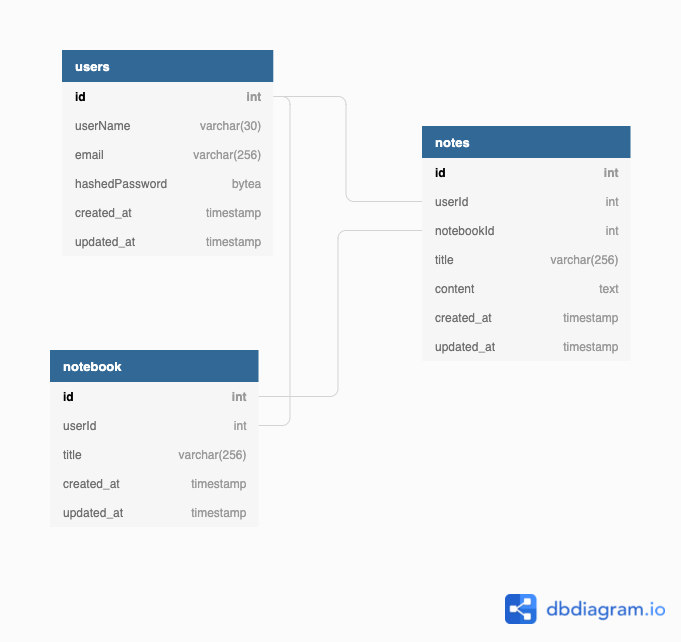 users
id int
userName varchar(30)
email varchar(256)
hashedPassword bytea
created_at timestamp
updated_at timestamp
notes
id int
userId int
notebookId int
title varchar(256)
content text
created_at timestamp
updated_at timestamp
notebook
id int
userId int
title varchar(256)
created_at timestamp
updated_at timestamp
dbdiagram.io